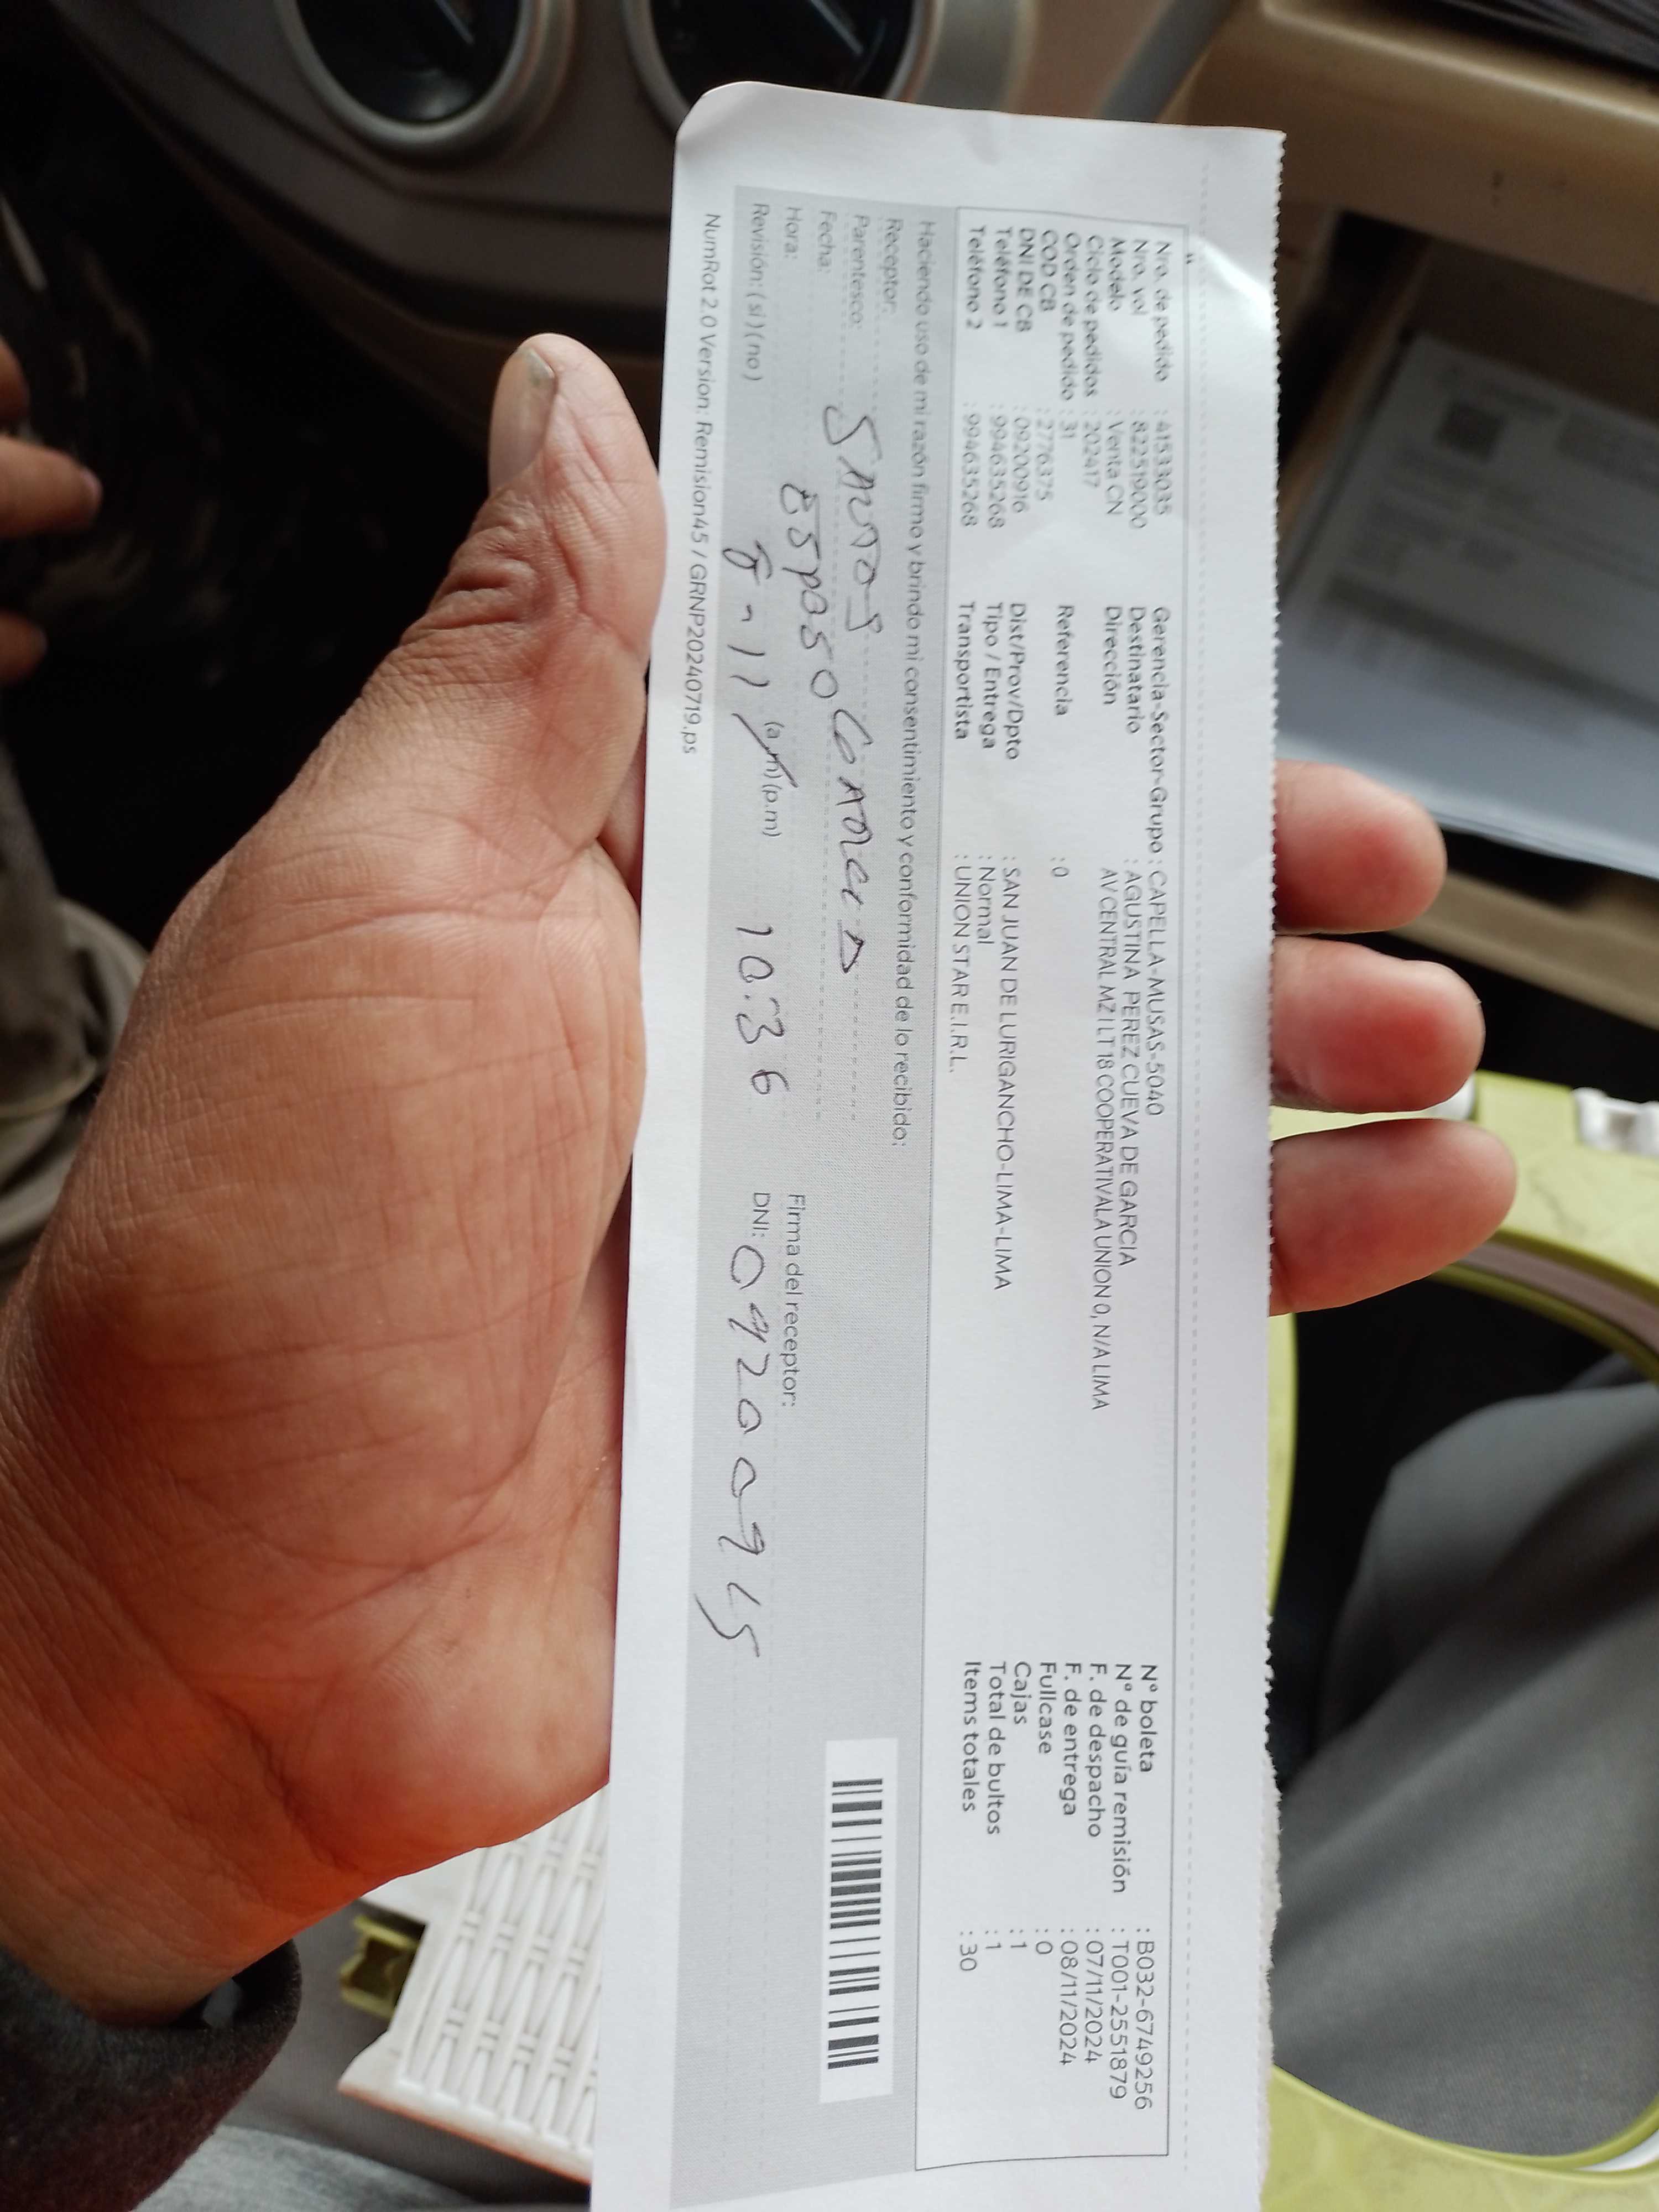 "
Nro. de pedido : 41533035
Nro. vol : 822519000
Modelo : Venta CN
Ciclo de pedidos : 202417
Orden de pedido : 31
COD CB : 2776375
DNI DE CB : 09200916
Teléfono 1 : 994635268
Teléfono 2 : 994635268
Gerencia-Sector-Grupo : CAPELLA-MUSAS-5040
Destinatario : AGUSTINA PEREZ CUEVA DE GARCIA
Dirección AV CENTRAL MZ I LT 18 COOPERATIVA LA UNION 0, N/A LIMA
Referencia : 0
Dist/Prov/Dpto : SAN JUAN DE LURIGANCHO-LIMA-LIMA
Tipo / Entrega : Normal
Transportista : UNION STAR E.I.R.L.
Nº boleta : B032-6749256
Nº de guía remisión : T001-2551879
F. de despacho : 07/11/2024
F. de entrega : 08/11/2024
Fullcase : 0
Cajas : 1
Total de bultos : 1
Items totales : 30
Haciendo uso de mi razón firmo y brindo mi consentimiento y conformidad de lo recibido:
Receptor: Santos
Parentesco: Esposo
Fecha: 8-11
Hora: (a.m) (p.m) 10:36
Revisión: ( si ) ( no )
Firma del receptor:
DNI: 09200915
NumRot 2.0 Version: Remision45 / GRNP20240719.ps